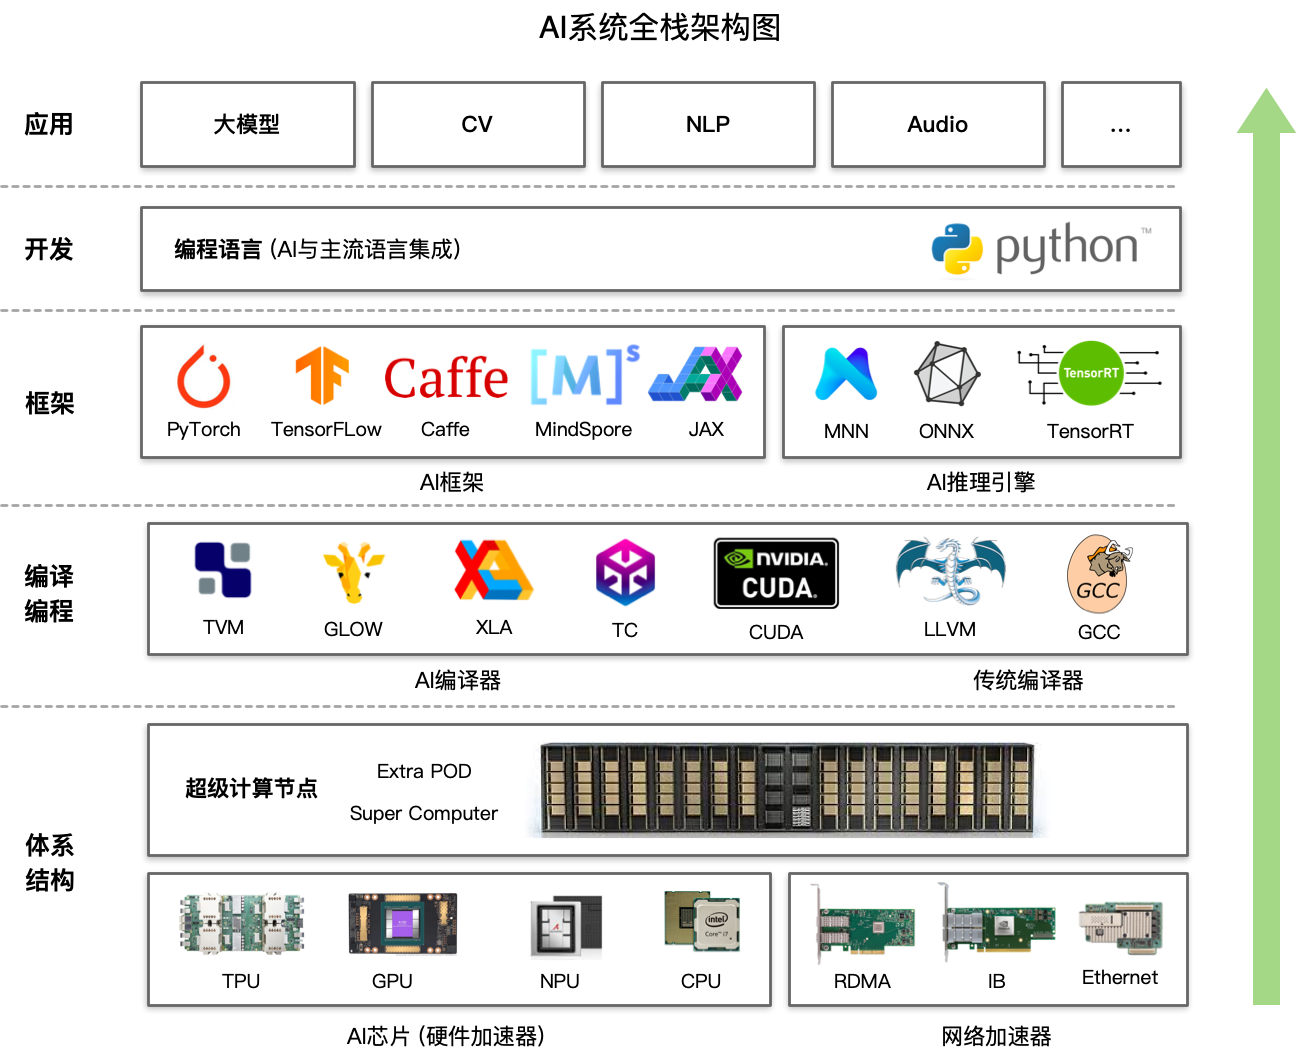 AI系统全栈架构图
应用
大模型
CV
NLP
Audio
...
开发
编程语言 (AI与主流语言集成)
python™
框架
Caffe
[M]s
TensorRT
PyTorch
TensorFLow
Caffe
MindSpore
JAX
MNN
ONNX
TensorRT
AI框架
AI推理引擎
编译
编程
NVIDIA.
CUDA.
GCC
TVM
GLOW
XLA
TC
CUDA
LLVM
GCC
AI编译器
传统编译器
体系
结构
超级计算节点
Extra POD
Super Computer
intel
Core™ i7
TPU
GPU
NPU
CPU
RDMA
IB
Ethernet
AI芯片 (硬件加速器)
网络加速器